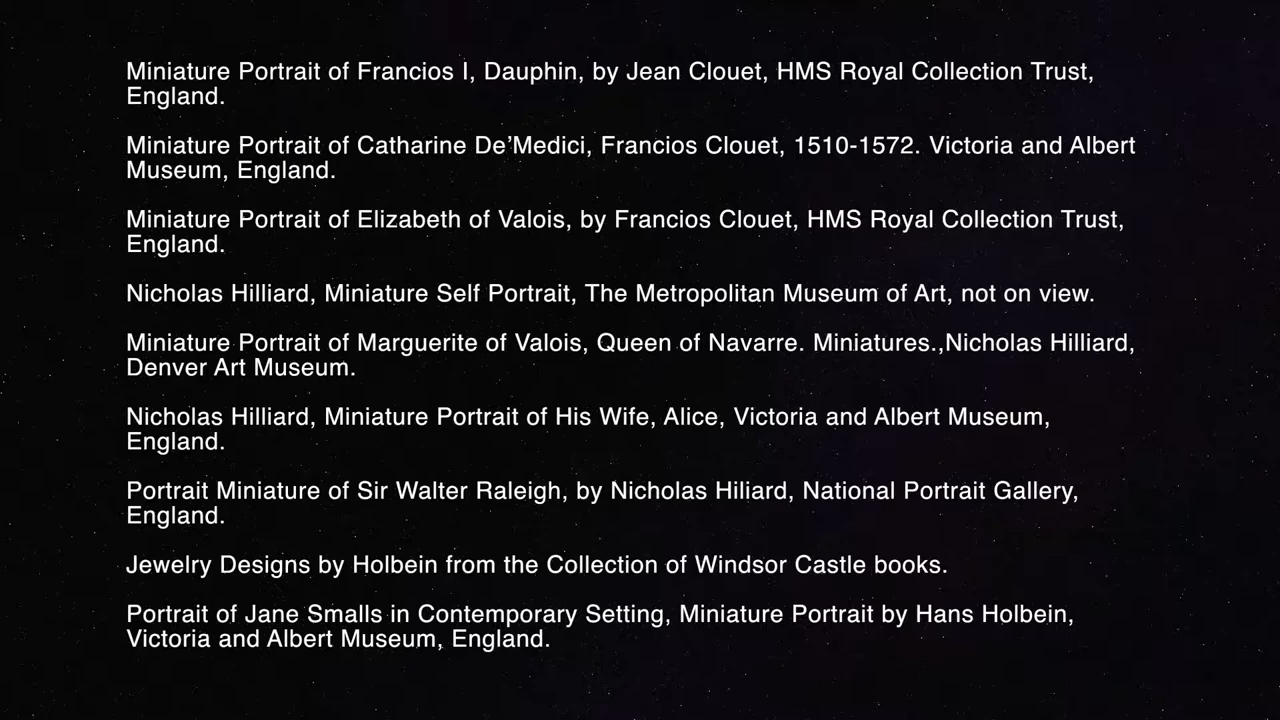 Miniature Portrait of Francios I, Dauphin, by Jean Clouet, HMS Royal Collection Trust,
England.
Miniature Portrait of Catharine De’Medici, Francios Clouet, 1510-1572. Victoria and Albert
Museum, England.
Miniature Portrait of Elizabeth of Valois, by Francios Clouet, HMS Royal Collection Trust,
England.
Nicholas Hilliard, Miniature Self Portrait, The Metropolitan Museum of Art, not on view.
Miniature Portrait of Marguerite of Valois, Queen of Navarre. Miniatures.,Nicholas Hilliard,
Denver Art Museum.
Nicholas Hilliard, Miniature Portrait of His Wife, Alice, Victoria and Albert Museum,
England.
Portrait Miniature of Sir Walter Raleigh, by Nicholas Hiliard, National Portrait Gallery,
England.
Jewelry Designs by Holbein from the Collection of Windsor Castle books.
Portrait of Jane Smalls in Contemporary Setting, Miniature Portrait by Hans Holbein,
Victoria and Albert Museum, England.